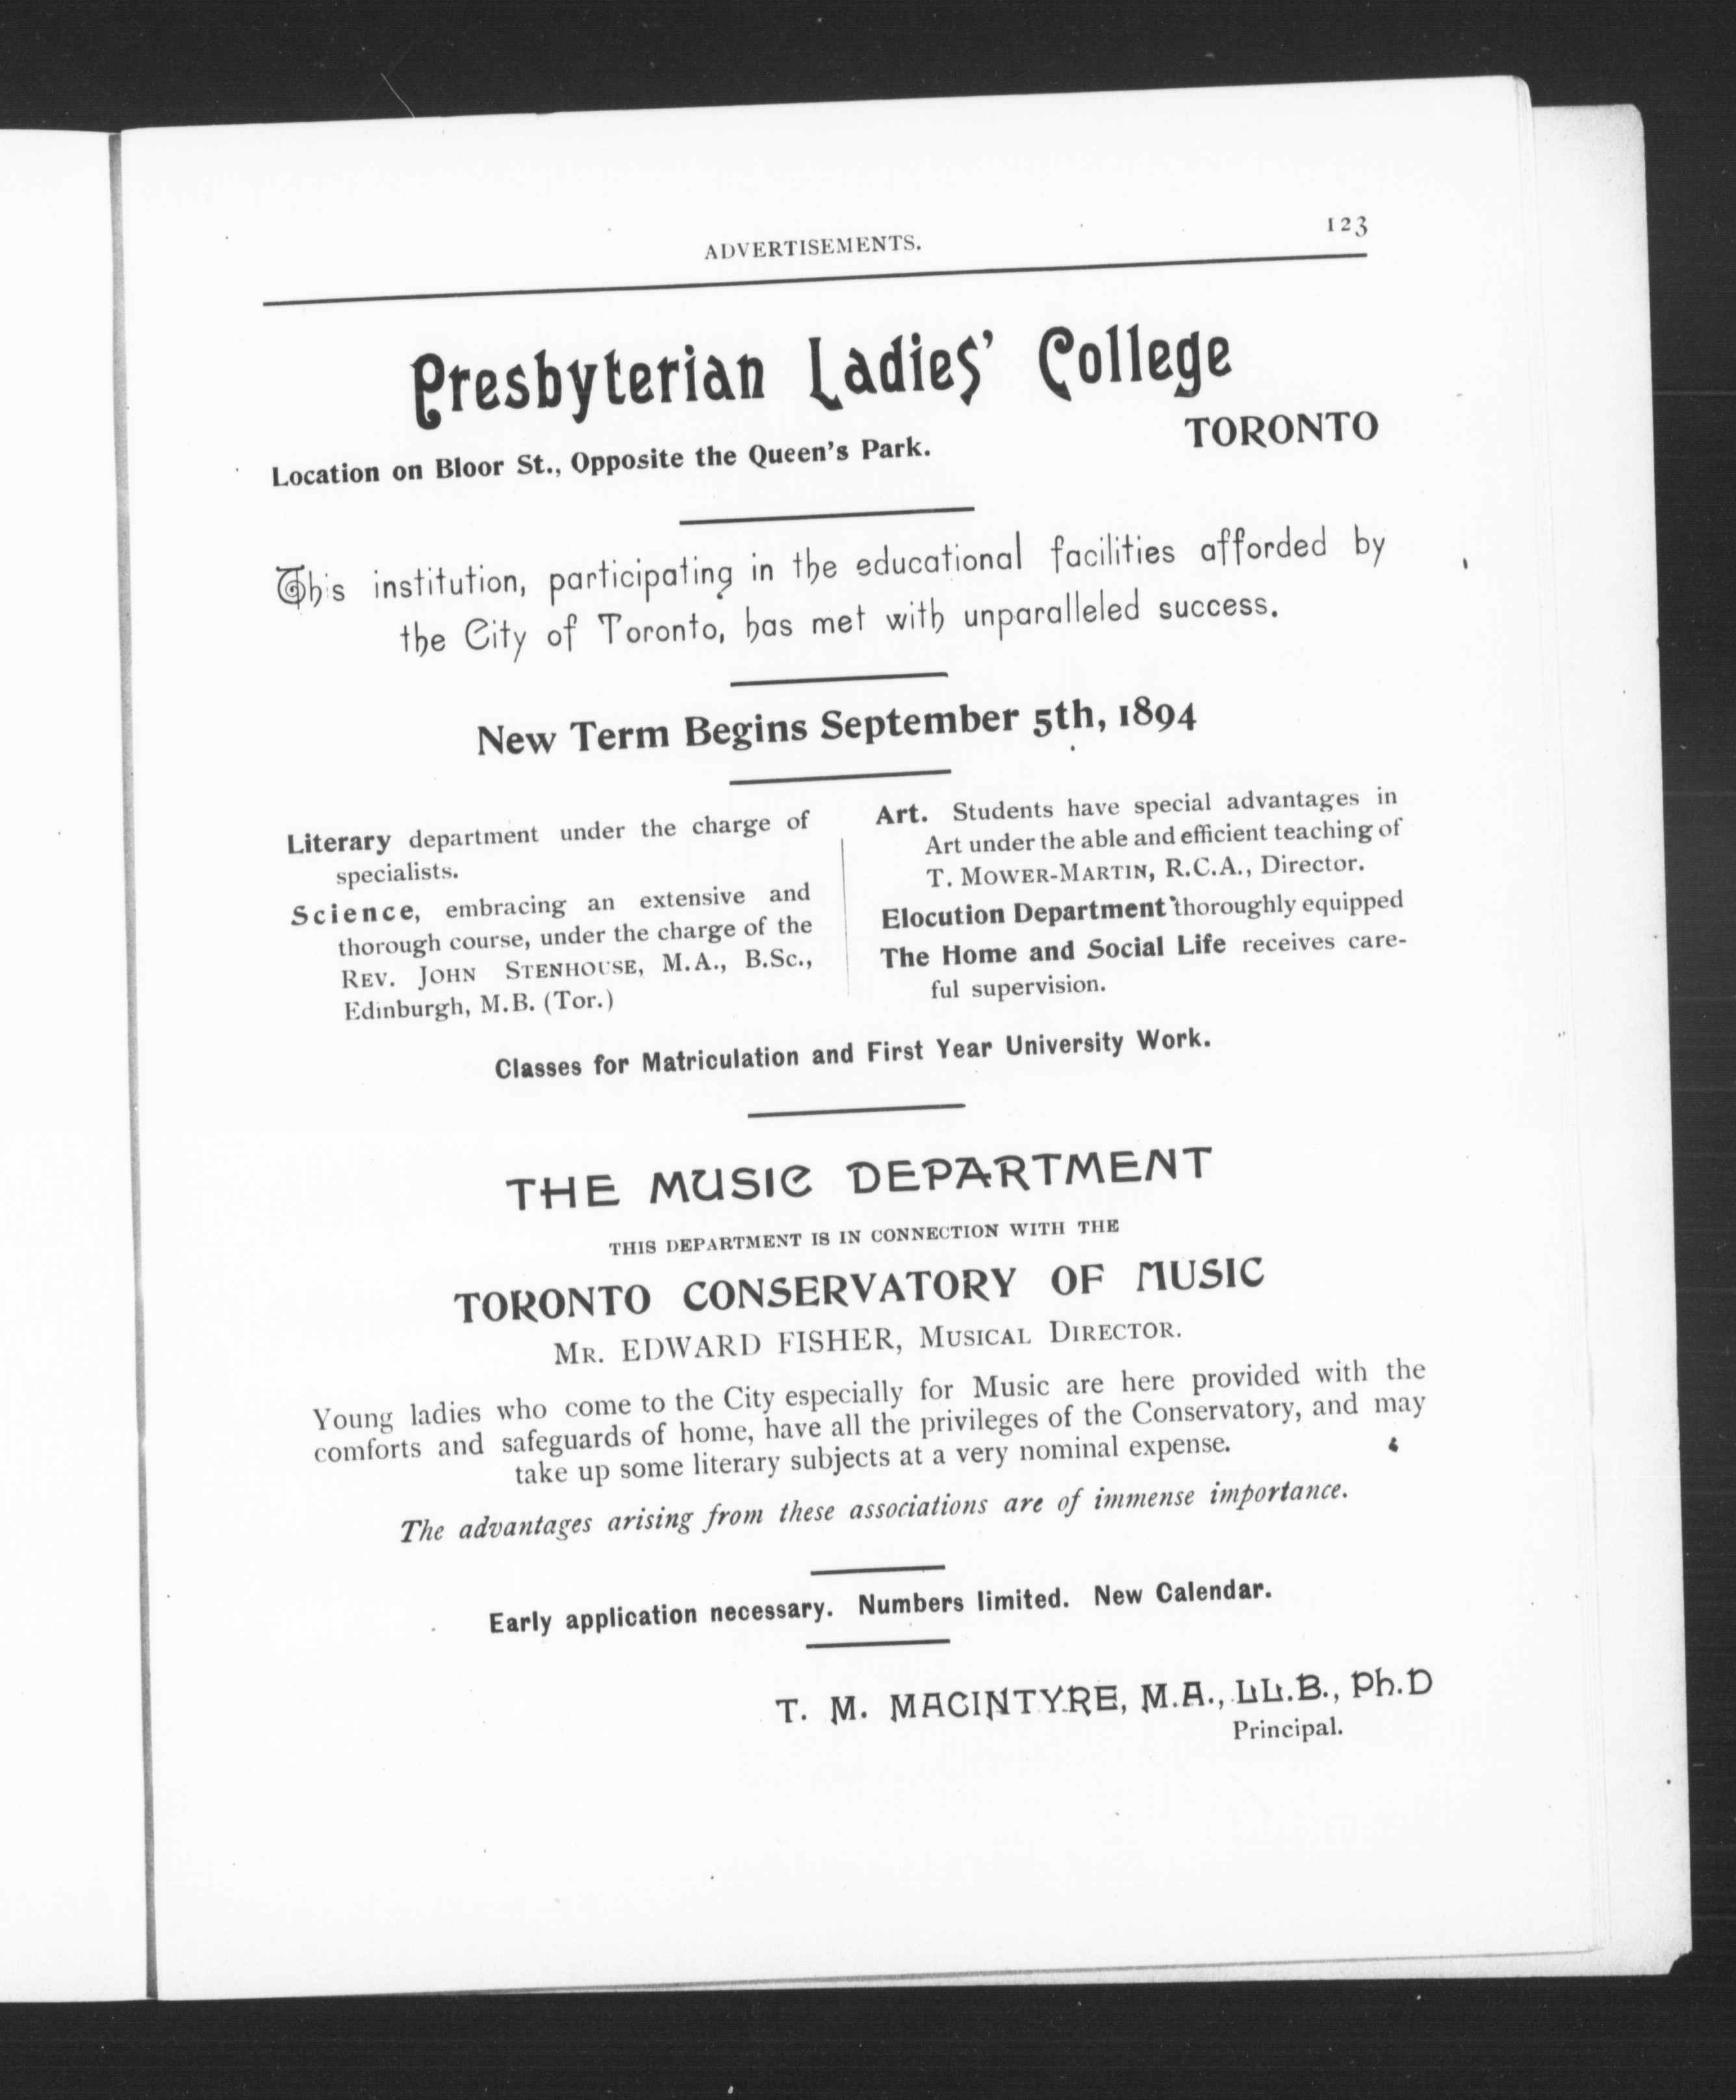 ADVERTISEMENTS.
123
Presbyterian Ladies' College
TORONTO
Location on Bloor St., Opposite the Queen's Park.
This institution, participating in the educational facilities afforded by
the City of Toronto, has met with unparalleled success.
New Term Begins September 5th, 1894
Literary department under the charge of
specialists.
Science, embracing an extensive and
thorough course, under the charge of the
REV. JOHN STENHOUSE, M.A., B.Sc.,
Edinburgh, M.B. (Tor.)
Art. Students have special advantages in
Art under the able and efficient teaching of
T. MOWER-MARTIN, R.C.A., Director.
Elocution Department thoroughly equipped
The Home and Social Life receives care-
ful supervision.
Classes for Matriculation and First Year University Work.
THE MUSIC DEPARTMENT
THIS DEPARTMENT IS IN CONNECTION WITH THE
TORONTO CONSERVATORY OF MUSIC
MR. EDWARD FISHER, MUSICAL DIRECTOR.
Young ladies who come to the City especially for Music are here provided with the
comforts and safeguards of home, have all the privileges of the Conservatory, and may
take up some literary subjects at a very nominal expense.
The advantages arising from these associations are of immense importance.
Early application necessary. Numbers limited. New Calendar.
T. M. MACINTYRE, M.A., LL.B., Ph.D
Principal.